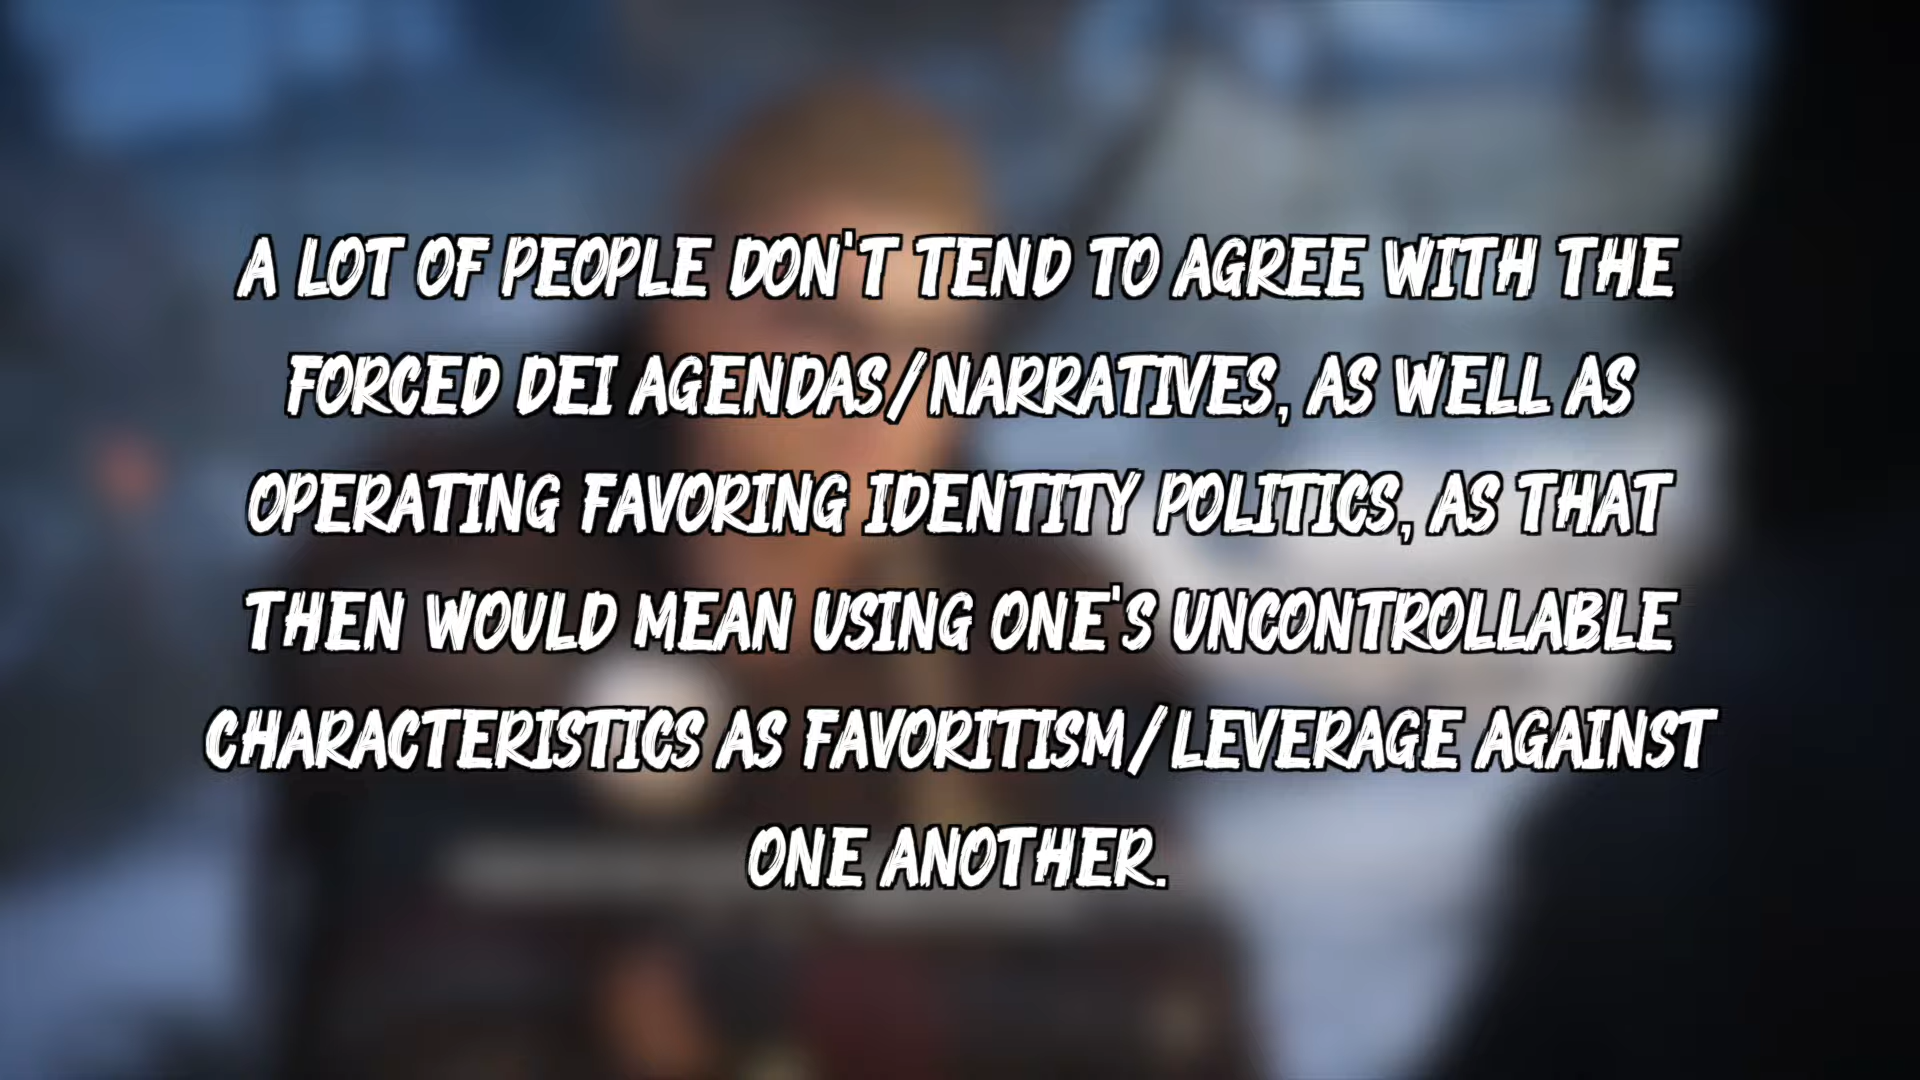 A LOT OF PEOPLE DON'T TEND TO AGREE WITH THE
FORCED DEI AGENDAS/NARRATIVES, AS WELL AS
OPERATING FAVORING IDENTITY POLITICS, AS THAT
THEN WOULD MEAN USING ONE'S UNCONTROLLABLE
CHARACTERISTICS AS FAVORITISM/LEVERAGE AGAINST
ONE ANOTHER.